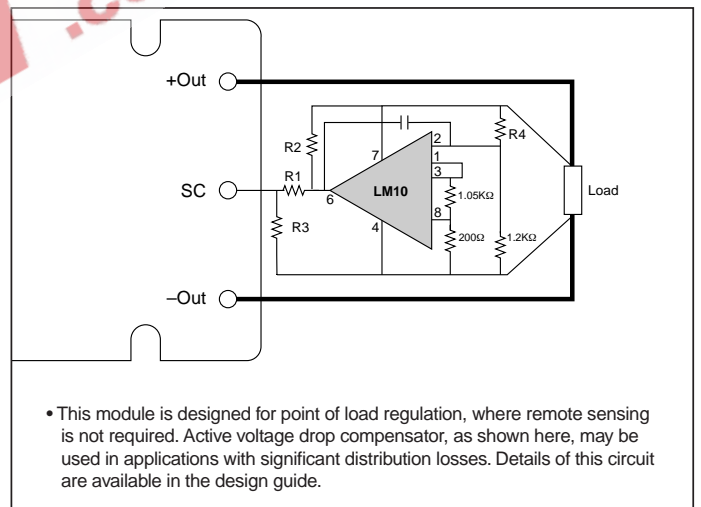 .c
+Out
R2
R4
2
7
1
3
R1
SC
LM10
1.05KΩ
Load
6
8
R3
4
200Ω
1.2KΩ
–Out
• This module is designed for point of load regulation, where remote sensing
is not required. Active voltage drop compensator, as shown here, may be
used in applications with significant distribution losses. Details of this circuit
are available in the design guide.